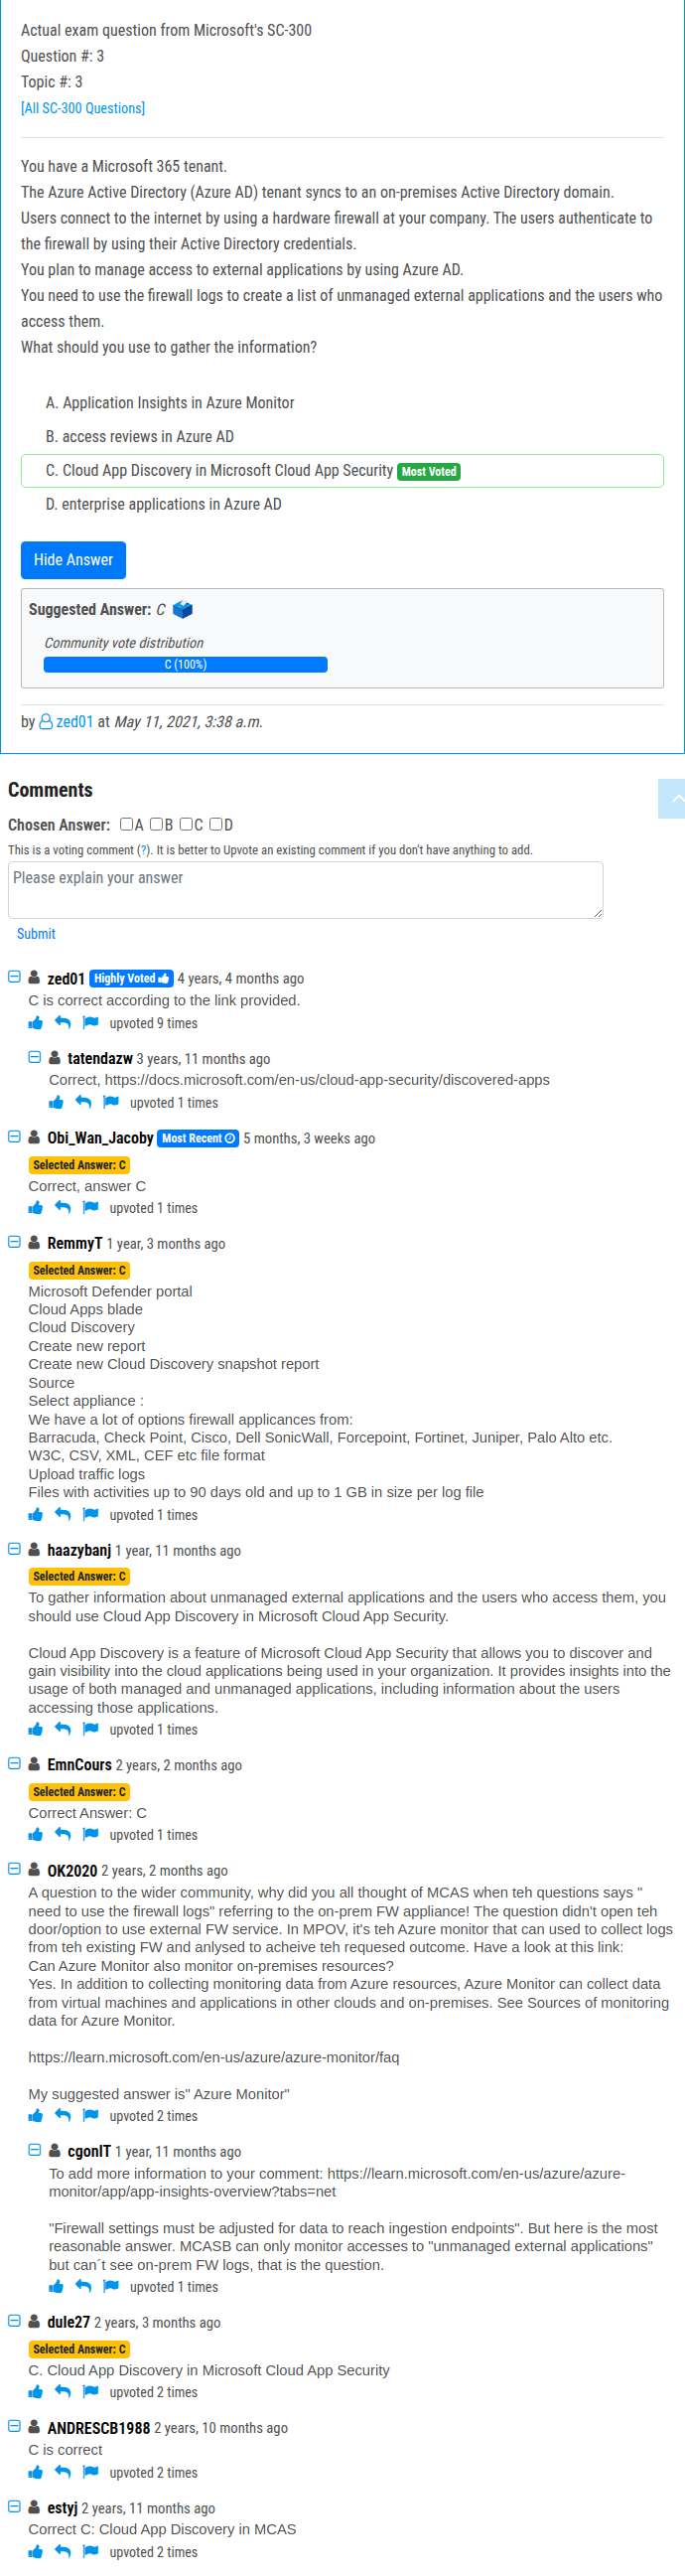 Actual exam question from Microsoft's SC-300
Question #: 3
Topic #: 3
[All SC-300 Questions]
You have a Microsoft 365 tenant.
The Azure Active Directory (Azure AD) tenant syncs to an on-premises Active Directory domain.
Users connect to the internet by using a hardware firewall at your company. The users authenticate to
the firewall by using their Active Directory credentials.
You plan to manage access to external applications by using Azure AD.
You need to use the firewall logs to create a list of unmanaged external applications and the users who
access them.
What should you use to gather the information?
A. Application Insights in Azure Monitor
B. access reviews in Azure AD
C. Cloud App Discovery in Microsoft Cloud App Security Most Voted
D. enterprise applications in Azure AD
Hide Answer
Suggested Answer: C
Community vote distribution
C (100%)
by zed01 at May 11, 2021, 3:38 a.m.
Comments
Chosen Answer: A B C D
This is a voting comment (?). It is better to Upvote an existing comment if you don't have anything to add.
Please explain your answer
Submit
zed01 Highly Voted 4 years, 4 months ago
C is correct according to the link provided.
upvoted 9 times
tatendazw 3 years, 11 months ago
Correct, https://docs.microsoft.com/en-us/cloud-app-security/discovered-apps
upvoted 1 times
Obi_Wan_Jacoby Most Recent 5 months, 3 weeks ago
Selected Answer: C
Correct, answer C
upvoted 1 times
RemmyT 1 year, 3 months ago
Selected Answer: C
Microsoft Defender portal
Cloud Apps blade
Cloud Discovery
Create new report
Create new Cloud Discovery snapshot report
Source
Select appliance :
We have a lot of options firewall applicances from:
Barracuda, Check Point, Cisco, Dell SonicWall, Forcepoint, Fortinet, Juniper, Palo Alto etc.
W3C, CSV, XML, CEF etc file format
Upload traffic logs
Files with activities up to 90 days old and up to 1 GB in size per log file
upvoted 1 times
haazybanj 1 year, 11 months ago
Selected Answer: C
To gather information about unmanaged external applications and the users who access them, you
should use Cloud App Discovery in Microsoft Cloud App Security.
Cloud App Discovery is a feature of Microsoft Cloud App Security that allows you to discover and
gain visibility into the cloud applications being used in your organization. It provides insights into the
usage of both managed and unmanaged applications, including information about the users
accessing those applications.
upvoted 1 times
EmnCours 2 years, 2 months ago
Selected Answer: C
Correct Answer: C
upvoted 1 times
OK2020 2 years, 2 months ago
A question to the wider community, why did you all thought of MCAS when teh questions says "
need to use the firewall logs" referring to the on-prem FW appliance! The question didn't open teh
door/option to use external FW service. In MPOV, it's teh Azure monitor that can used to collect logs
from teh existing FW and anlysed to acheive teh requesed outcome. Have a look at this link:
Can Azure Monitor also monitor on-premises resources?
Yes. In addition to collecting monitoring data from Azure resources, Azure Monitor can collect data
from virtual machines and applications in other clouds and on-premises. See Sources of monitoring
data for Azure Monitor.
https://learn.microsoft.com/en-us/azure/azure-monitor/faq
My suggested answer is" Azure Monitor"
upvoted 2 times
cgonIT 1 year, 11 months ago
To add more information to your comment: https://learn.microsoft.com/en-us/azure/azure-
monitor/app/app-insights-overview?tabs=net
"Firewall settings must be adjusted for data to reach ingestion endpoints". But here is the most
reasonable answer. MCASB can only monitor accesses to "unmanaged external applications"
but can´t see on-prem FW logs, that is the question.
upvoted 1 times
dule27 2 years, 3 months ago
Selected Answer: C
C. Cloud App Discovery in Microsoft Cloud App Security
upvoted 2 times
ANDRESCB1988 2 years, 10 months ago
C is correct
upvoted 2 times
estyj 2 years, 11 months ago
Correct C: Cloud App Discovery in MCAS
upvoted 2 times